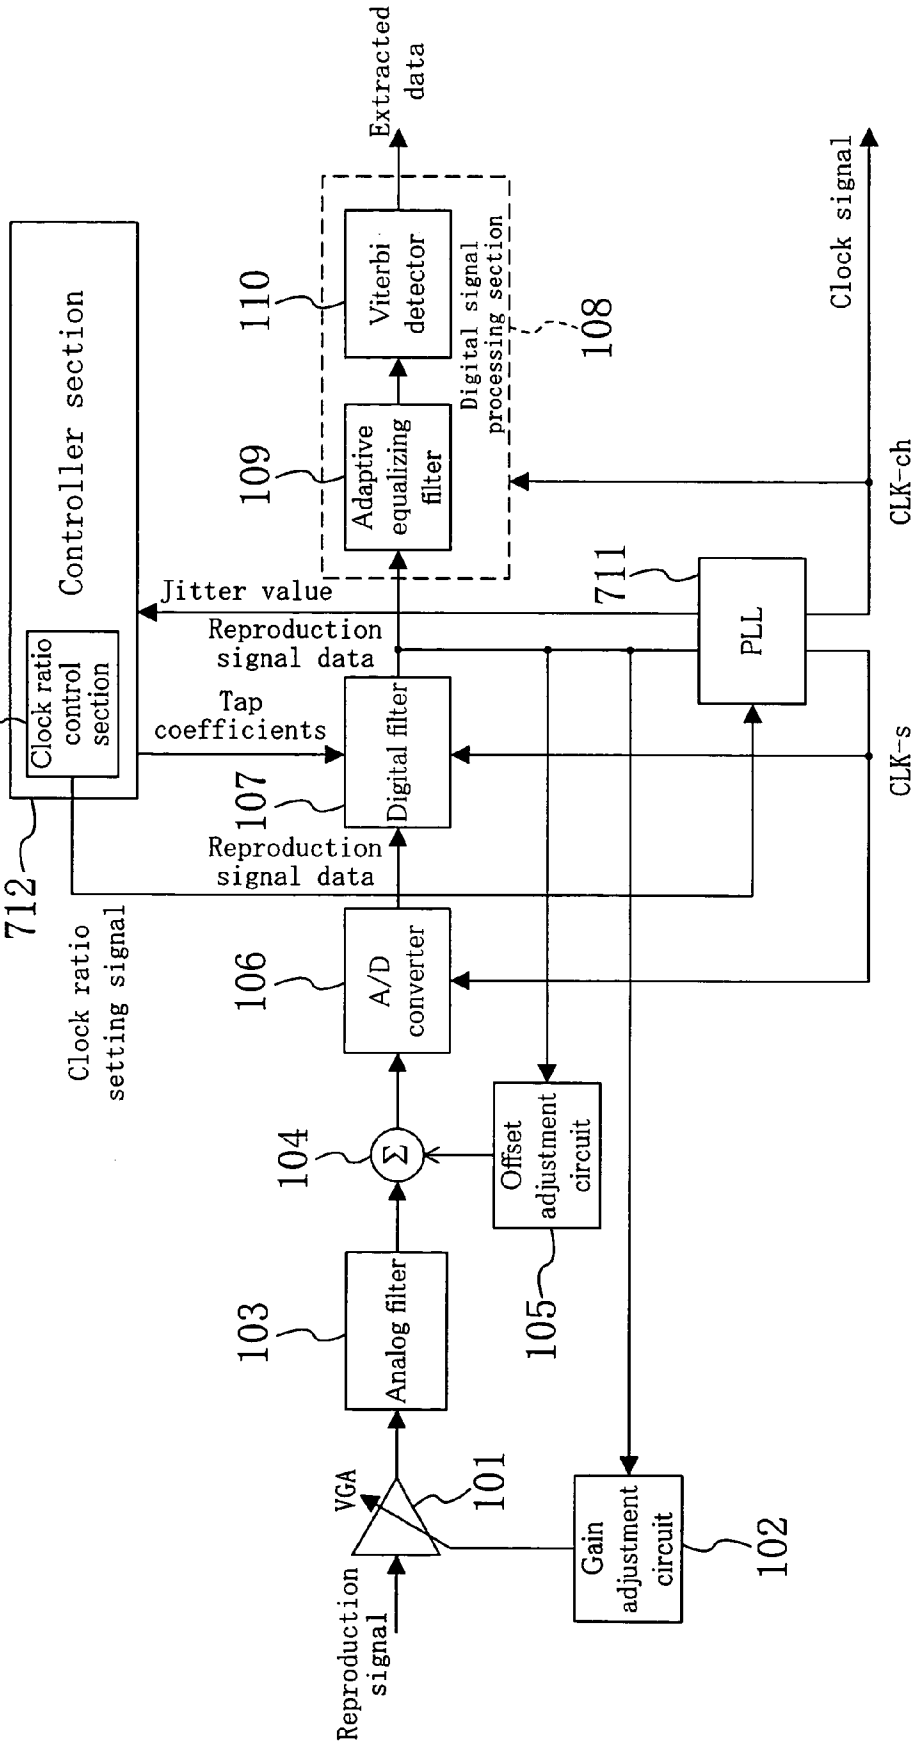 712
Clock ratio
control
section
Controller section
Clock ratio
setting signal
Tap
coefficients
Jitter value
Reproduction
signal data
Reproduction
signal data
Reproduction
signal
VGA
101
Gain
adjustment
circuit
102
103
Analog filter
104
Σ
Offset
adjustment
circuit
105
106
A/D
converter
107
Digital filter
109
Adaptive
equalizing
filter
110
Viterbi
detector
Digital signal
processing section
108
Extracted
data
711
PLL
CLK-s
CLK-ch
Clock signal